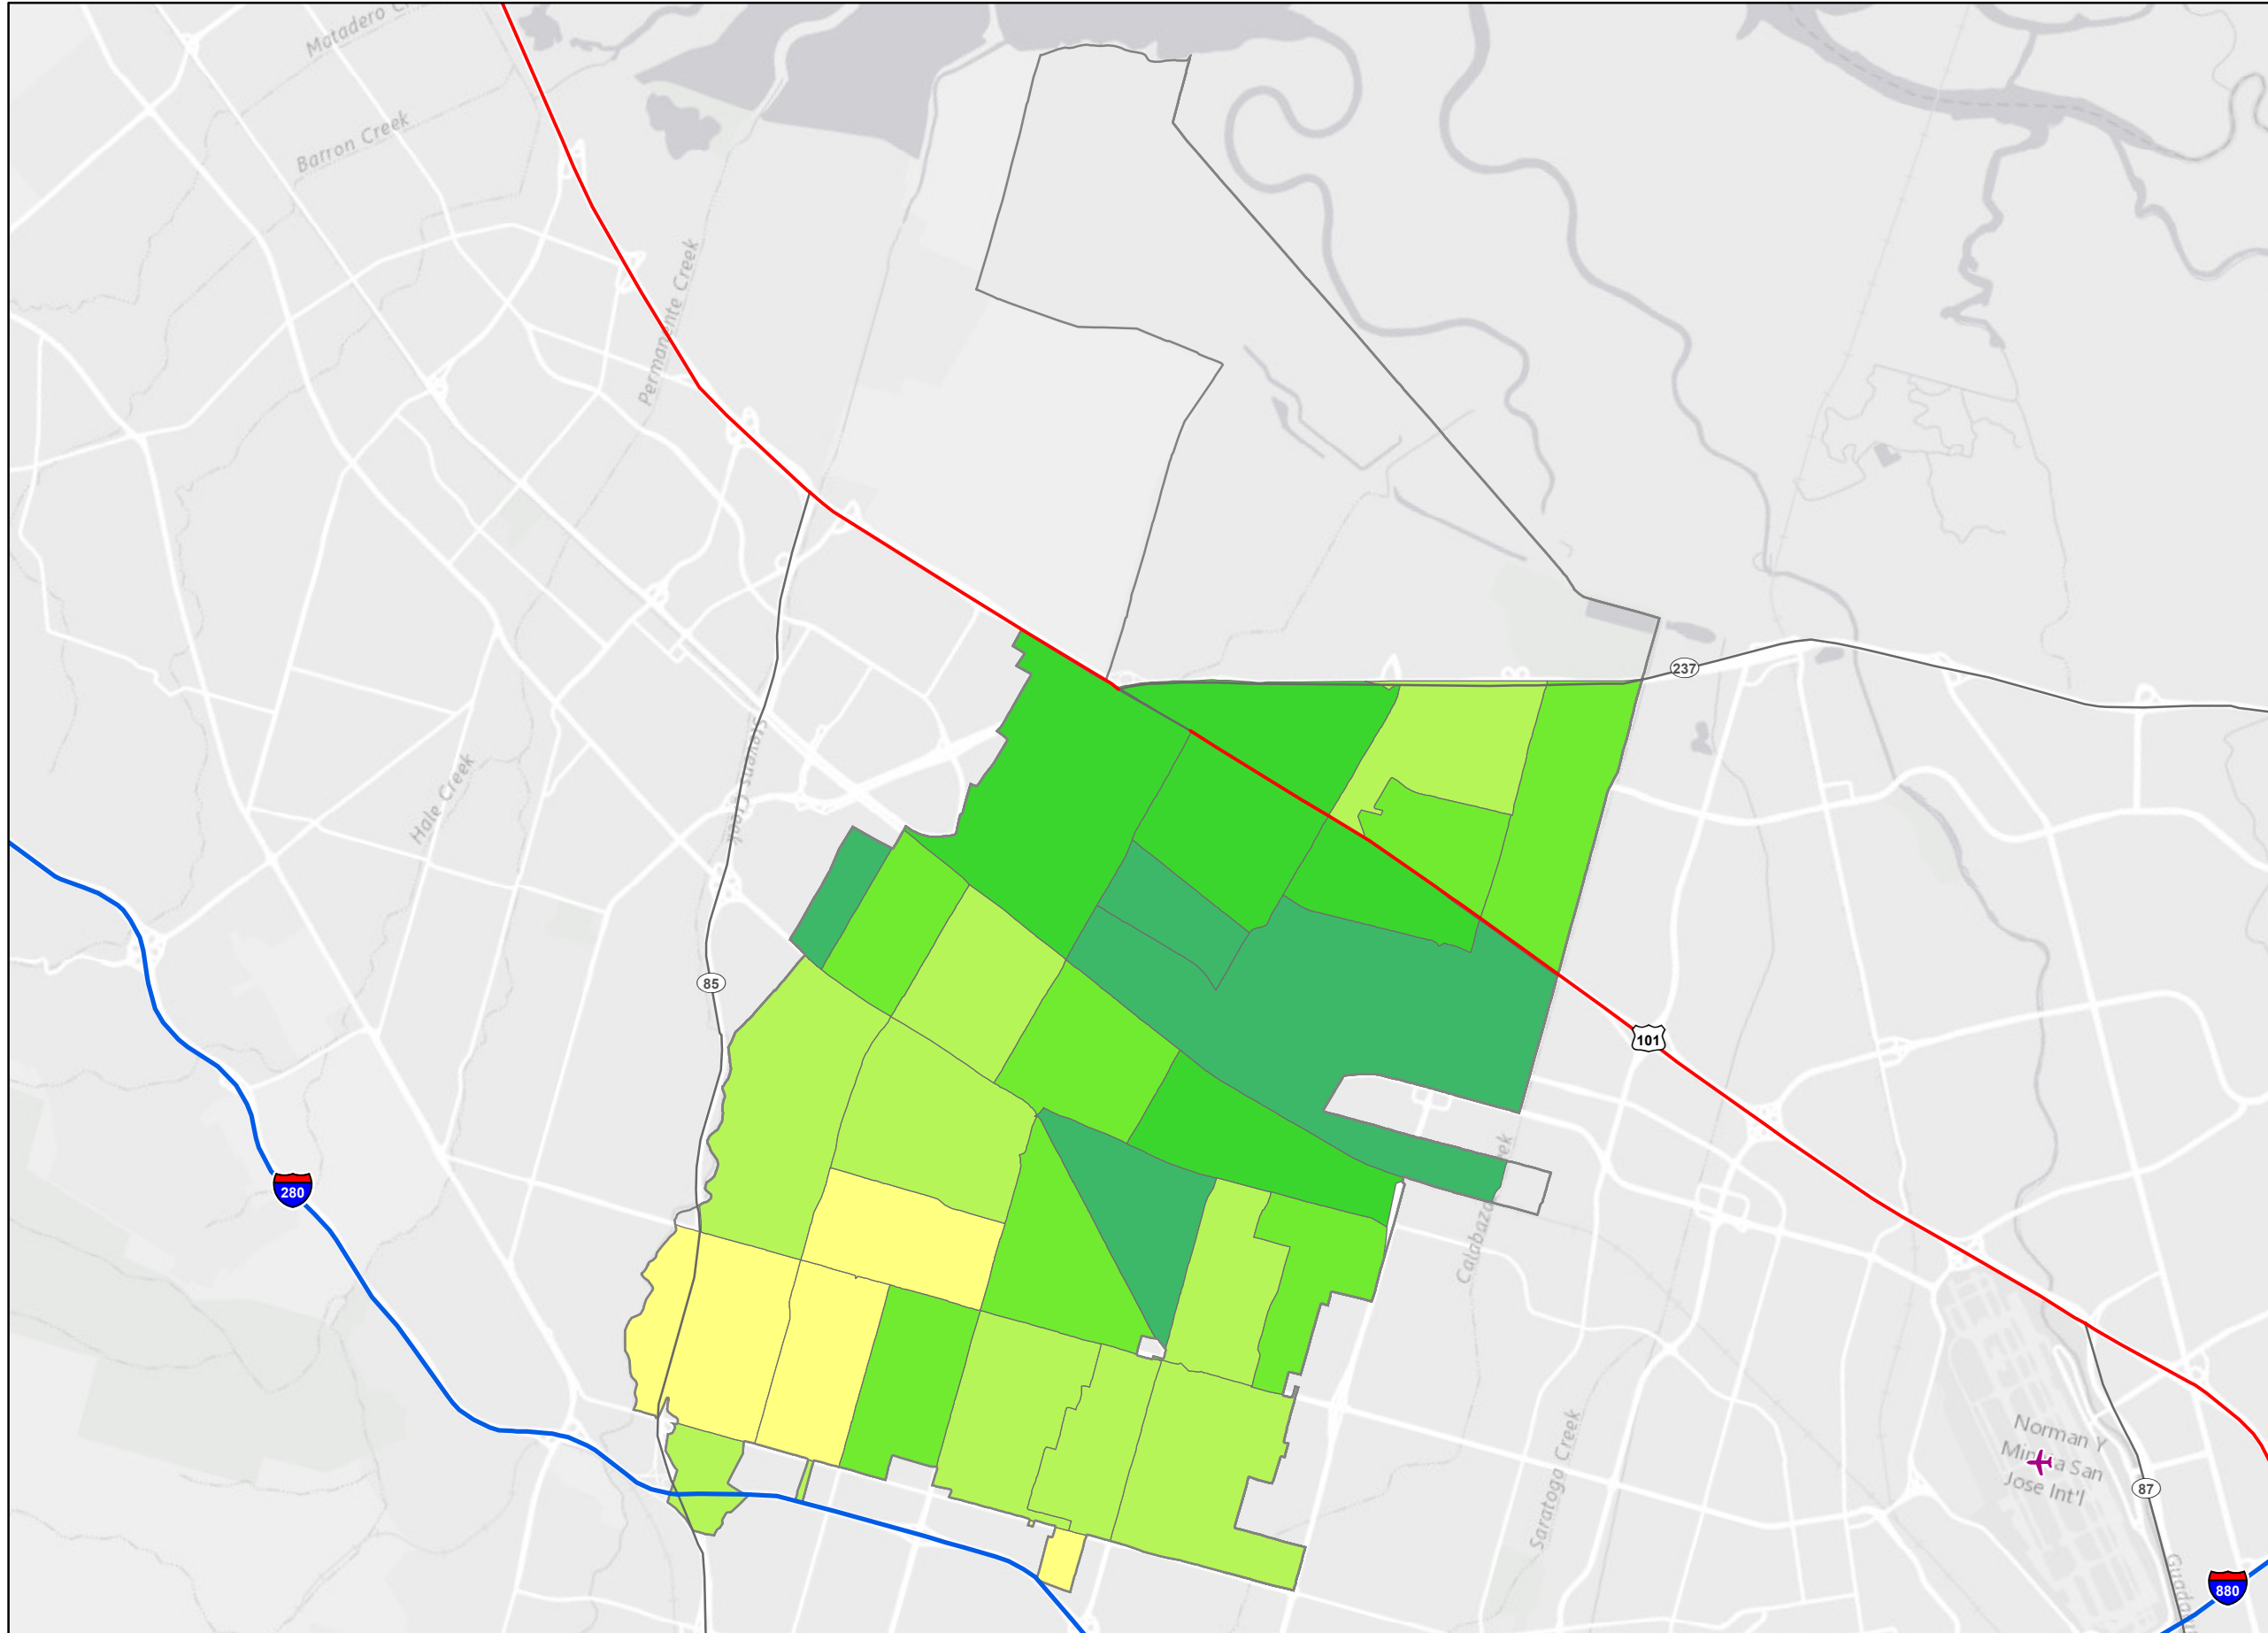 Matadero Cr
Barron Creek
Permanente Creek
237
Stevens Creek
Hale Creek
85
101
280
Calabazas Creek
Saratoga Creek
Norman Y
Mineta San
Jose Int'l
87
880